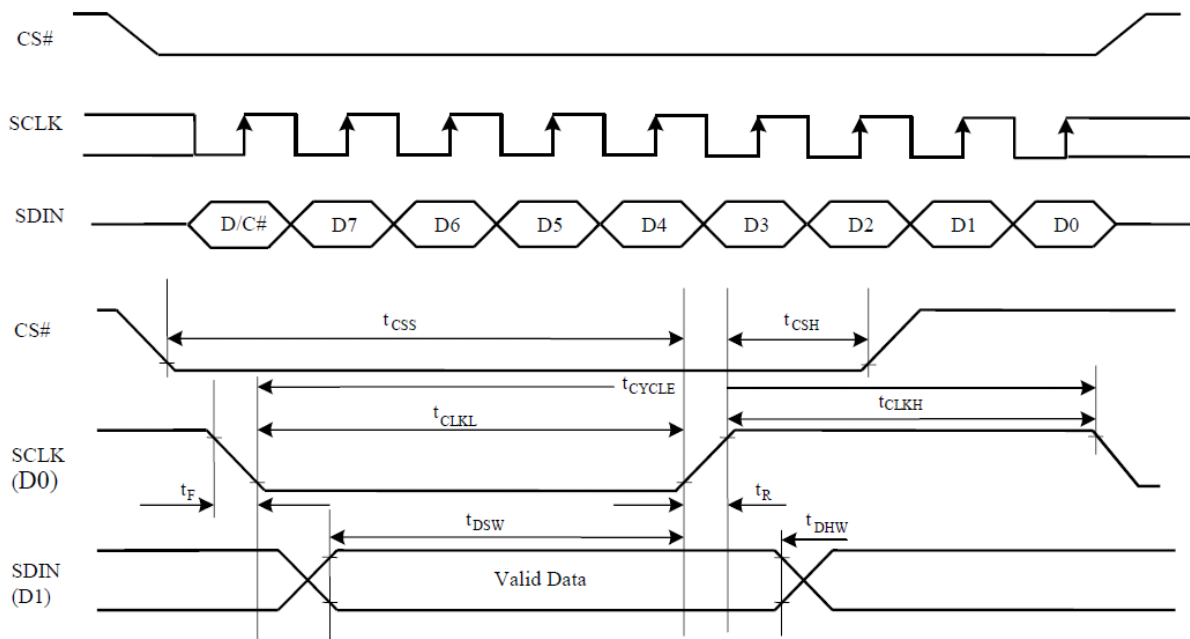 CS#
SCLK
SDIN D/C# D7 D6 D5 D4 D3 D2 D1 D0
CS# tCSS tCSH
tCYCLE
tCLKL tCLKH
SCLK
(D0)
tF tR
tDSW tDHW
SDIN
(D1)
Valid Data